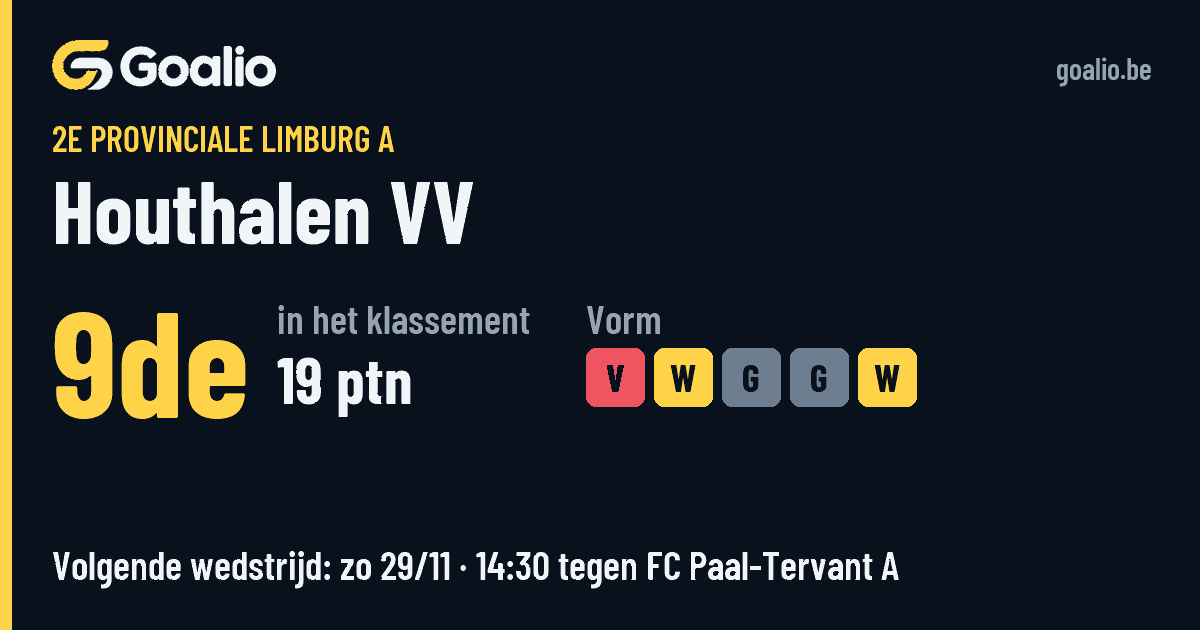 Goalio
goalio.be
2E PROVINCIALE LIMBURG A
Houthalen VV
9de
in het klassement
19 ptn
Vorm
V W G G W
Volgende wedstrijd: zo 29/11 · 14:30 tegen FC Paal-Tervant A